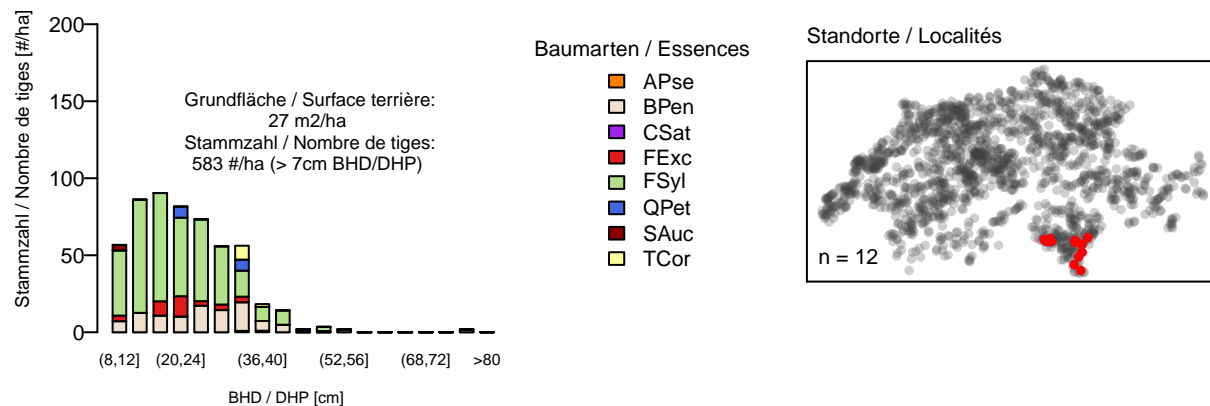 Stammzahl / Nombre de tiges [#/ha]
200
150
100
50
0
Grundfläche / Surface terrière:
27 m2/ha
Stammzahl / Nombre de tiges:
583 #/ha (> 7cm BHD/DHP)
(8,12]
(20,24]
(36,40]
(52,56]
(68,72]
>80
BHD / DHP [cm]
Baumarten / Essences
APse
BPen
CSat
FExc
FSyl
QPet
SAuc
TCor
Standorte / Localités
n = 12